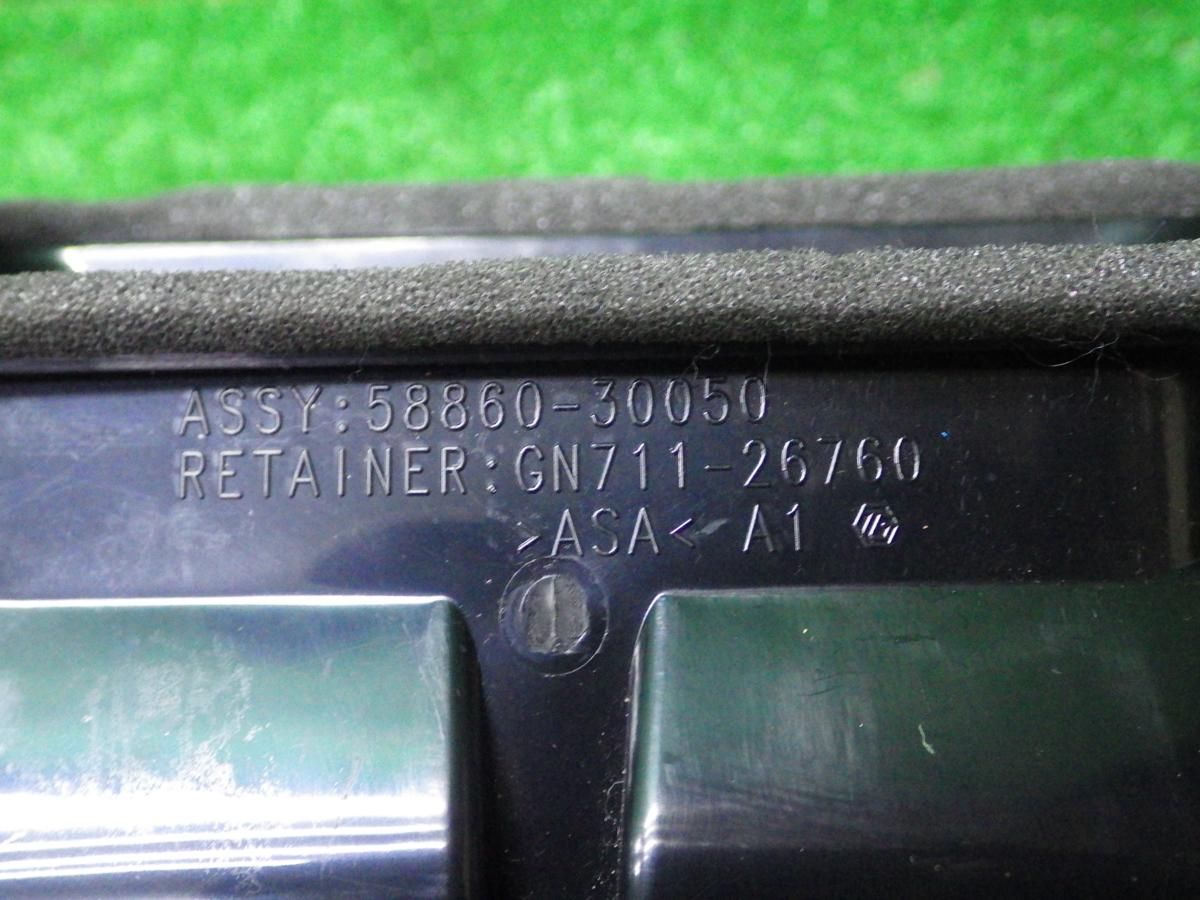 ASSY:58860-30050
RETAINER:GN711-26760
>ASA< A1